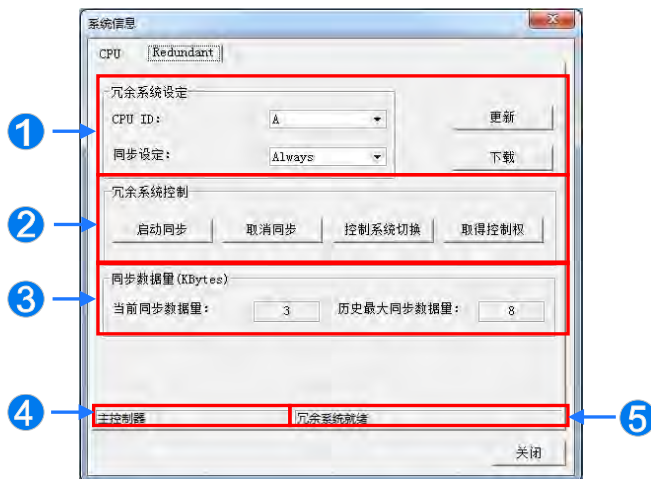 系统信息
CPU Redundant
冗余系统设定
CPU ID: A 更新
同步设定: Always 下载
冗余系统控制
启动同步 取消同步 控制系统切换 取得控制权
同步数据量(KBytes)
当前同步数据量: 3 历史最大同步数据量: 8
主控制器 冗余系统就绪
关闭
1
2
3
4
5